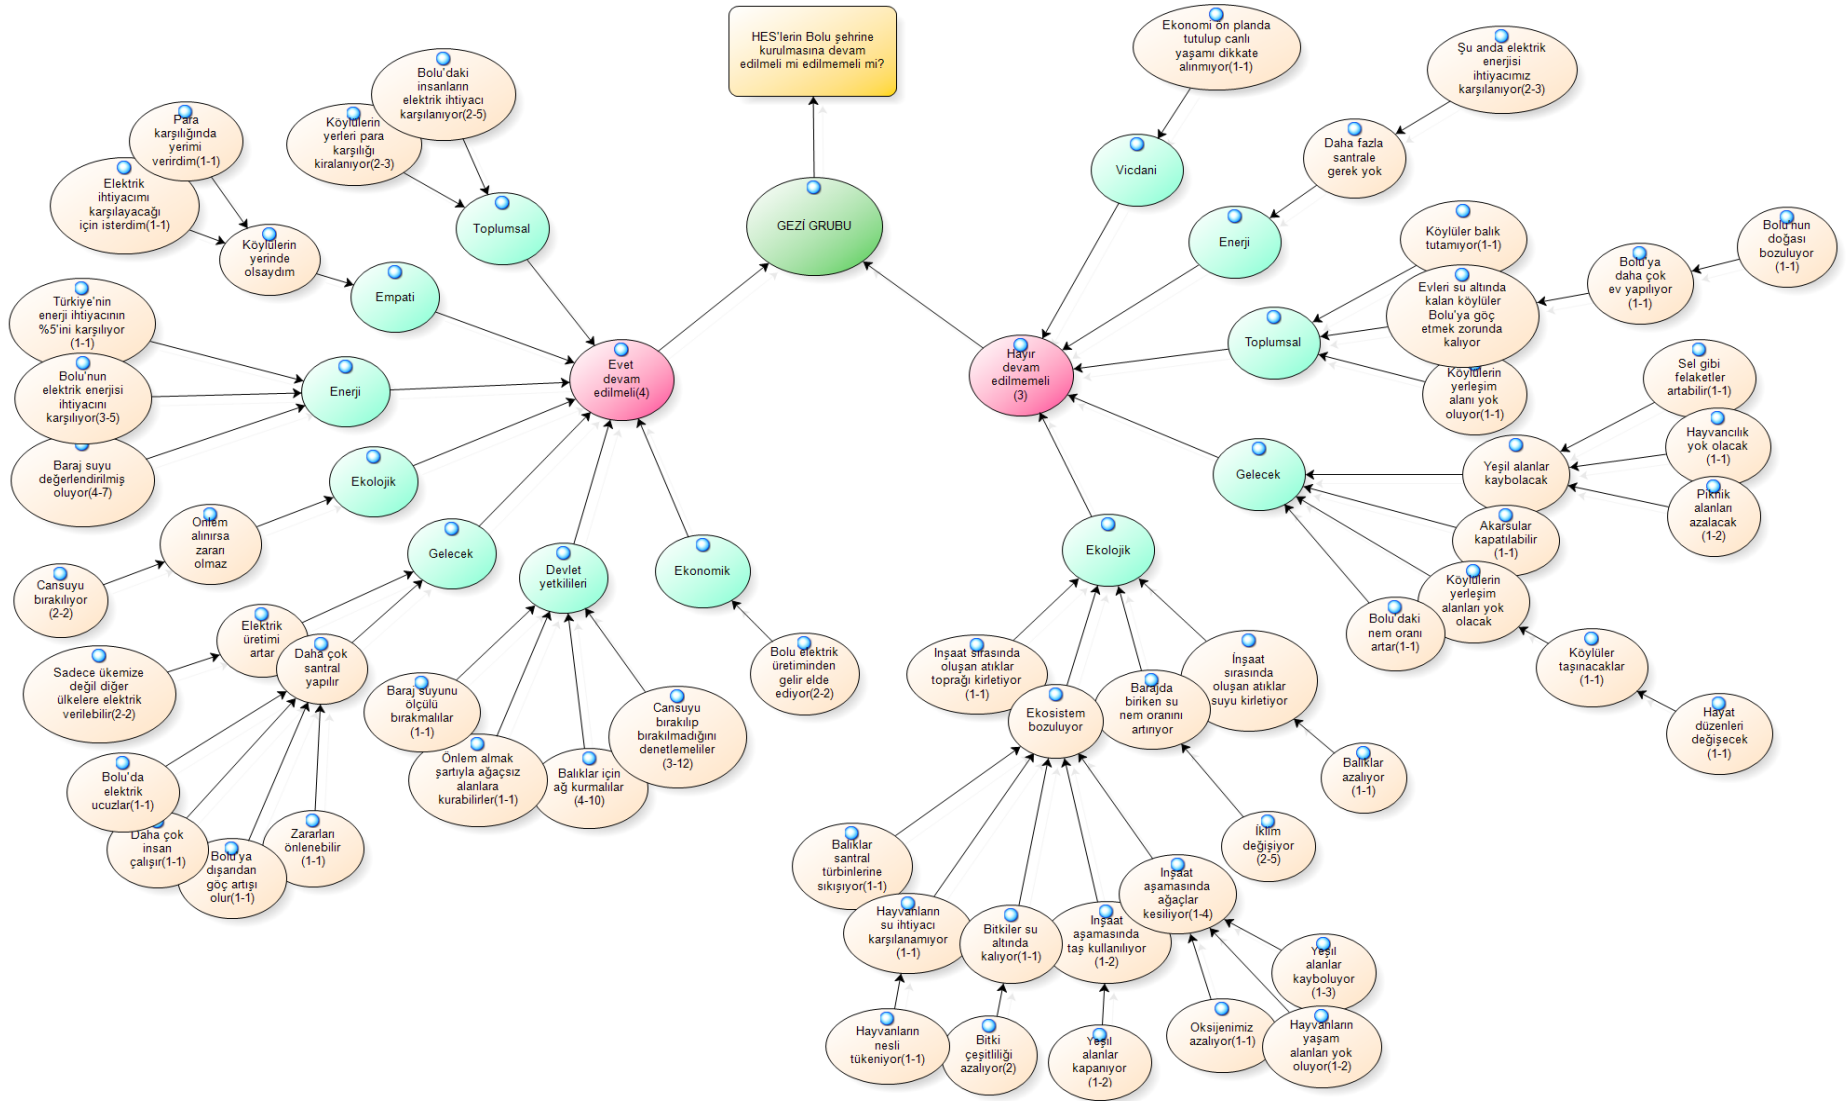 HES'lerin Bolu şehrine
kurulmasına devam
edilmeli mi edilmemeli mi?
GEZİ GRUBU
Bolu'daki
insanların
elektrik ihtiyacı
karşılanıyor(2-5)
Köylülerin
yerleri para
karşılığı
kiralanıyor(2-3)
Toplumsal
Para
karşılığında
yerimi
verirdim(1-1)
Elektrik
ihtiyacımı
karşılayacağı
için isterdim(1-1)
Köylülerin
yerinde
olsaydım
Empati
Türkiye'nin
enerji ihtiyacının
%5'ini karşılıyor
(1-1)
Bolu'nun
elektrik enerjisi
ihtiyacını
karşılıyor(3-5)
Baraj suyu
değerlendirilmiş
oluyor(4-7)
Enerji
Evet
devam
edilmeli(4)
Ekolojik
Önlem
alınırsa
zararı
olmaz
Cansuyu
bırakılıyor
(2-2)
Gelecek
Elektrik
üretimi
artar
Sadece ükemize
değil diğer
ülkelere elektrik
verilebilir(2-2)
Daha çok
santral
yapılır
Bolu'da
elektrik
ucuzlar(1-1)
Daha çok
insan
çalışır(1-1)
Bolu'ya
dışarıdan
göç artışı
olur(1-1)
Zararları
önlenebilir
(1-1)
Devlet
yetkilileri
Baraj suyunu
ölçülü
bırakmalılar
(1-1)
Önlem almak
şartıyla ağaçsız
alanlara
kurabilirler(1-1)
Balıklar için
ağ kurmalılar
(4-10)
Cansuyu
bırakılıp
bırakılmadığını
denetlemeliler
(3-12)
Ekonomik
Bolu elektrik
üretiminden
gelir elde
ediyor(2-2)
Ekonomi ön planda
tutulup canlı
yaşamı dikkate
alınmıyor(1-1)
Vicdani
Şu anda elektrik
enerjisi
ihtiyacımız
karşılanıyor(2-3)
Daha fazla
santrale
gerek yok
Enerji
Hayır
devam
edilmemeli
(3)
Köylüler balık
tutamıyor(1-1)
Evleri su altında
kalan köylüler
Bolu'ya göç
etmek zorunda
kalıyor
Bolu'ya
daha çok
ev yapılıyor
(1-1)
Bolu'nun
doğası
bozuluyor
(1-1)
Toplumsal
Köylülerin
yerleşim
alanı yok
oluyor(1-1)
Gelecek
Yeşil alanlar
kaybolacak
Sel gibi
felaketler
artabilir(1-1)
Hayvancılık
yok olacak
(1-1)
Piknik
alanları
azalacak
(1-2)
Akarsular
kapatılabilir
(1-1)
Köylülerin
yerleşim
alanları yok
olacak
Bolu'daki
nem oranı
artar(1-1)
Köylüler
taşınacaklar
(1-1)
Hayat
düzenleri
değişecek
(1-1)
Ekolojik
İnşaat sırasında
oluşan atıklar
toprağı kirletiyor
(1-1)
Ekosistem
bozuluyor
Barajda
biriken su
nem oranını
artırıyor
İnşaat
sırasında
oluşan atıklar
suyu kirletiyor
Balıklar
azalıyor
(1-1)
İklim
değişiyor
(2-5)
Balıklar
santral
türbinlerine
sıkışıyor(1-1)
Hayvanların
su ihtiyacı
karşılanamıyor
(1-1)
Bitkiler su
altında
kalıyor(1-1)
İnşaat
aşamasında
taş kullanılıyor
(1-2)
İnşaat
aşamasında
ağaçlar
kesiliyor(1-4)
Hayvanların
nesli
tükeniyor(1-1)
Bitki
çeşitliliği
azalıyor(2)
Yeşil
alanlar
kapanıyor
(1-2)
Oksijenimiz
azalıyor(1-1)
Yeşil
alanlar
kayboluyor
(1-3)
Hayvanların
yaşam
alanları yok
oluyor(1-2)